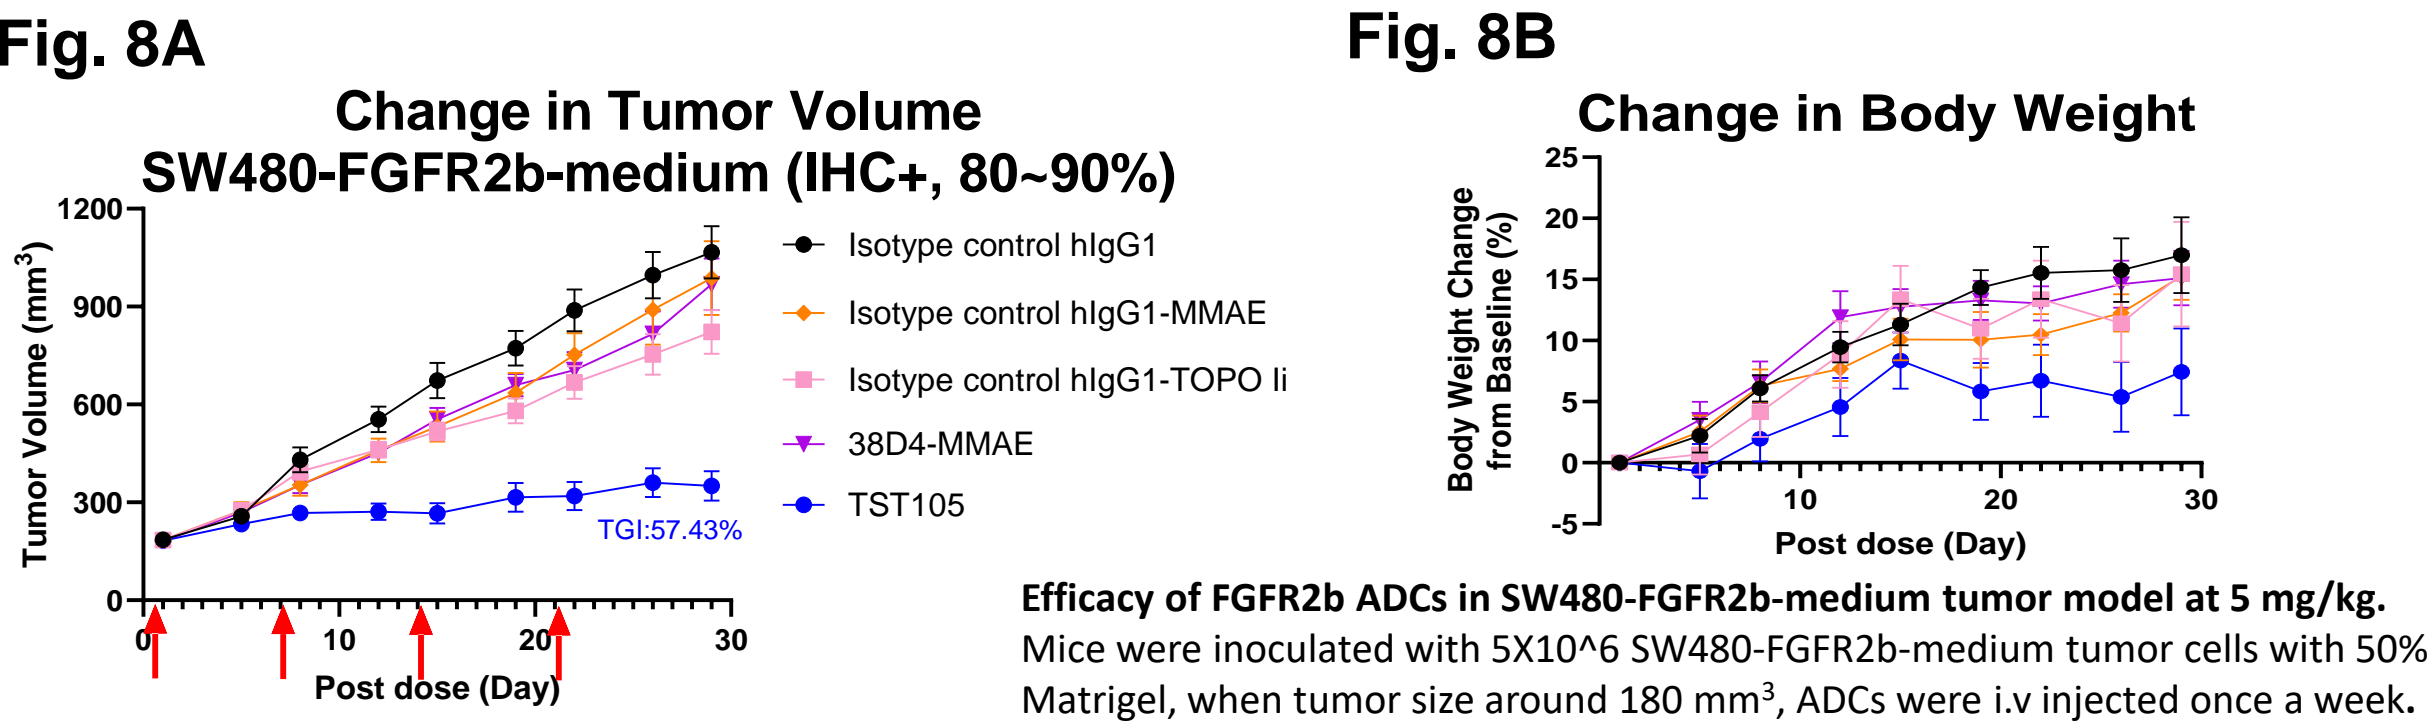 Fig. 8A
Change in Tumor Volume
SW480-FGFR2b-medium (IHC+, 80~90%)
1200
900
600
300
0
Tumor Volume (mm³)
0
10
20
30
Post dose (Day)
TGI:57.43%
Isotype control hIgG1
Isotype control hIgG1-MMAE
Isotype control hIgG1-TOPO Ii
38D4-MMAE
TST105
Fig. 8B
Change in Body Weight
25
20
15
10
5
0
-5
Body Weight Change
from Baseline (%)
10
20
30
Post dose (Day)
Efficacy of FGFR2b ADCs in SW480-FGFR2b-medium tumor model at 5 mg/kg.
Mice were inoculated with 5X10^6 SW480-FGFR2b-medium tumor cells with 50%
Matrigel, when tumor size around 180 mm³, ADCs were i.v injected once a week.